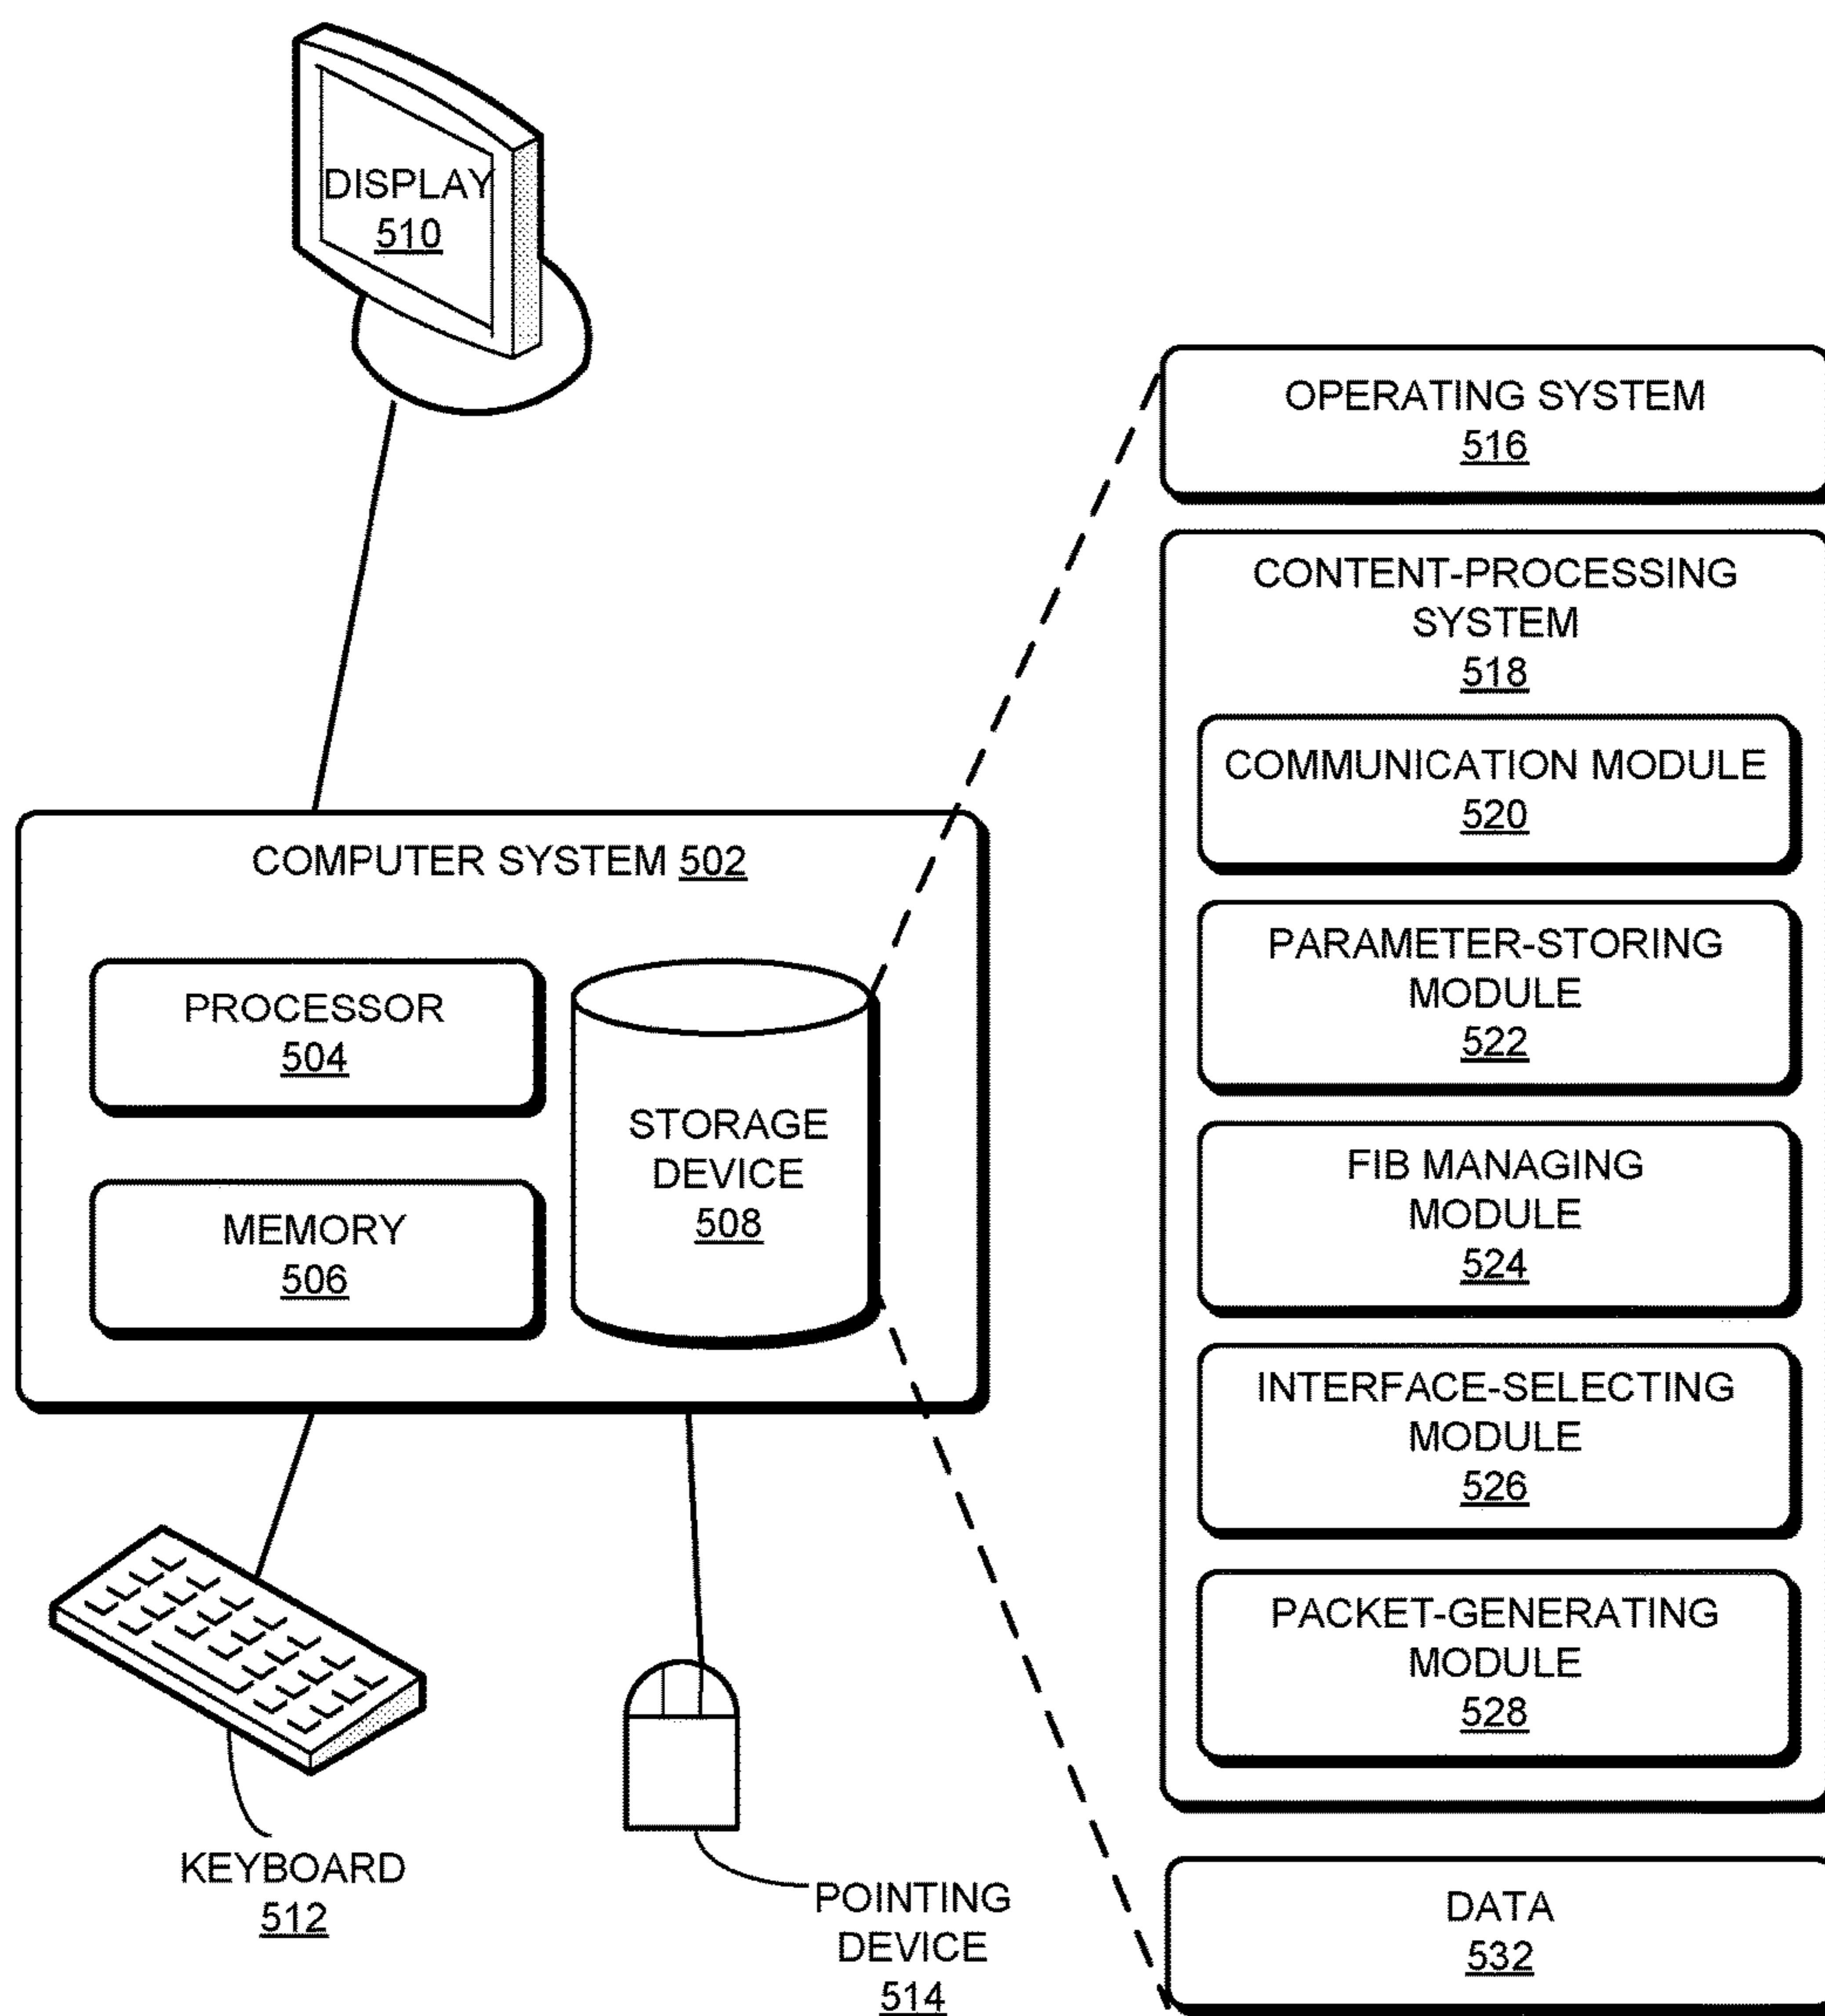 DISPLAY
510
COMPUTER SYSTEM 502
PROCESSOR
504
MEMORY
506
STORAGE
DEVICE
508
KEYBOARD
512
POINTING
DEVICE
514
OPERATING SYSTEM
516
CONTENT-PROCESSING
SYSTEM
518
COMMUNICATION MODULE
520
PARAMETER-STORING
MODULE
522
FIB MANAGING
MODULE
524
INTERFACE-SELECTING
MODULE
526
PACKET-GENERATING
MODULE
528
DATA
532